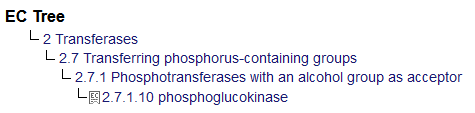 EC Tree
2 Transferases
2.7 Transferring phosphorus-containing groups
2.7.1 Phosphotransferases with an alcohol group as acceptor
EC 2.7.1.10 phosphoglucokinase